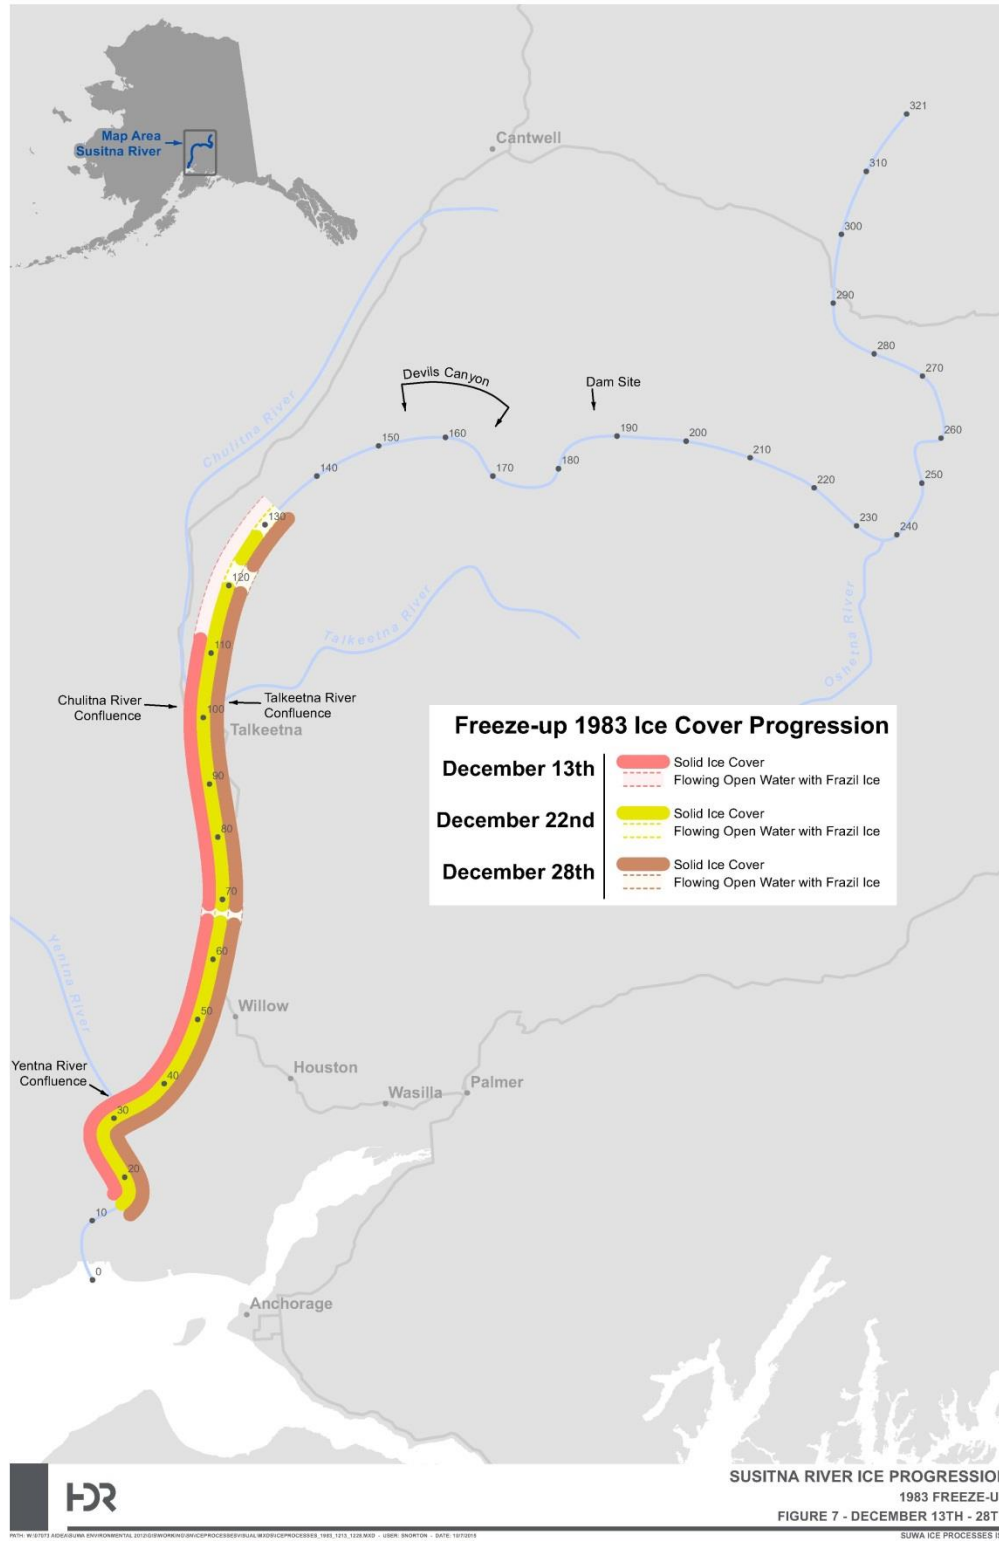 Map Area
Susitna River
Cantwell
321
310
300
290
280
270
260
250
240
230
220
210
200
190
180
170
160
150
140
130
120
110
100
90
80
70
60
50
40
30
20
10
0
Devils Canyon
Dam Site
Chulitna River
Talkeetna River
Oshetna River
Yentna River
Chulitna River
Confluence
Talkeetna River
Confluence
Talkeetna
Freeze-up 1983 Ice Cover Progression
December 13th
Solid Ice Cover
Flowing Open Water with Frazil Ice
December 22nd
Solid Ice Cover
Flowing Open Water with Frazil Ice
December 28th
Solid Ice Cover
Flowing Open Water with Frazil Ice
Willow
Houston
Wasilla
Palmer
Yentna River
Confluence
Anchorage
HDR
SUSITNA RIVER ICE PROGRESSION
1983 FREEZE-U
FIGURE 7 - DECEMBER 13TH - 28T
SUWA ICE PROCESSES